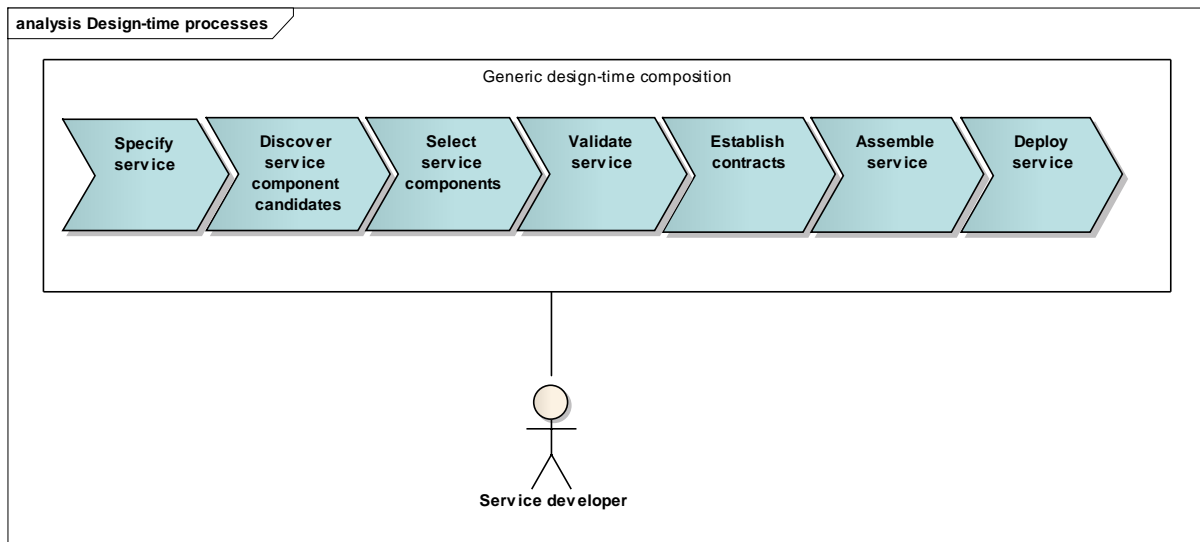 analysis Design-time processes
Generic design-time composition
Specify
service
Discover
service
component
candidates
Select
service
components
Validate
service
Establish
contracts
Assemble
service
Deploy
service
Service developer